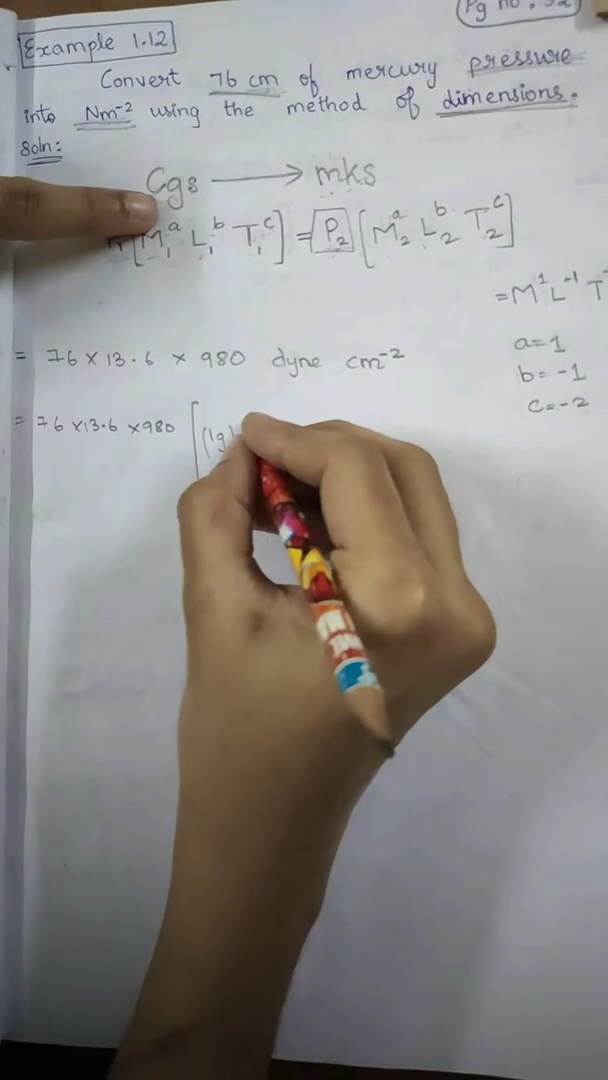 Pg no.
Example 1.12
Convert 76 cm of mercury pressure
into Nm⁻² using the method of dimensions.
Soln:
Cgs ⟶ mks
[M₁ᵃ L₁ᵇ T₁ᶜ] = P₂ [M₂ᵃ L₂ᵇ T₂ᶜ]
= M¹ L⁻¹ T⁻
a = 1
= 76 × 13.6 × 980 dyne cm⁻²
b = -1
c = -2
= 76 × 13.6 × 980 [(1g)